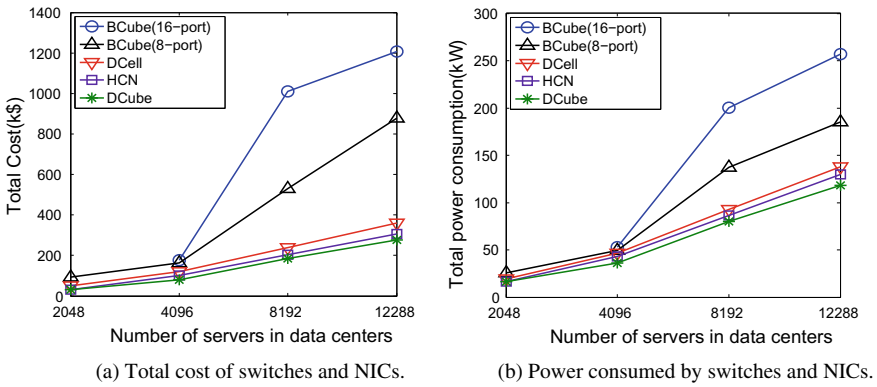 1400
1200
1000
800
600
400
200
0
Total Cost(k$)
BCube(16−port)
BCube(8−port)
DCell
HCN
DCube
2048
4096
8192
12288
Number of servers in data centers
(a) Total cost of switches and NICs.
300
250
200
150
100
50
0
Total power consumption(kW)
BCube(16−port)
BCube(8−port)
DCell
HCN
DCube
2048
4096
8192
12288
Number of servers in data centers
(b) Power consumed by switches and NICs.